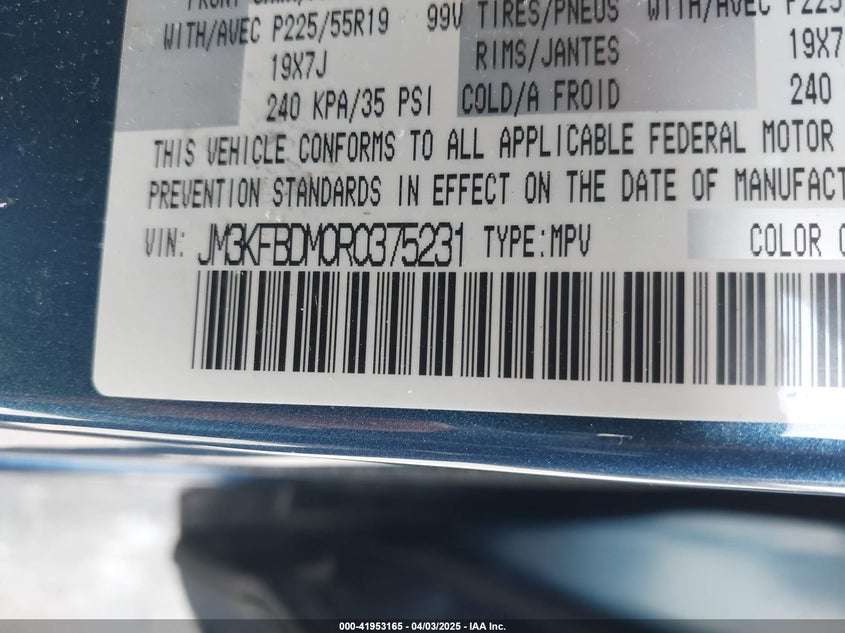 WITH/AVEC P225/55R19 99V TIRES/PNEUS WITH/AVEC P225
19X7J RIMS/JANTES 19X7
240 KPA/35 PSI COLD/A FROID 240
THIS VEHICLE CONFORMS TO ALL APPLICABLE FEDERAL MOTOR
PREVENTION STANDARDS IN EFFECT ON THE DATE OF MANUFACT
VIN: JM3KFBDM0R0375231 TYPE:MPV COLOR
000-41953165 - 04/03/2025 - IAA Inc.